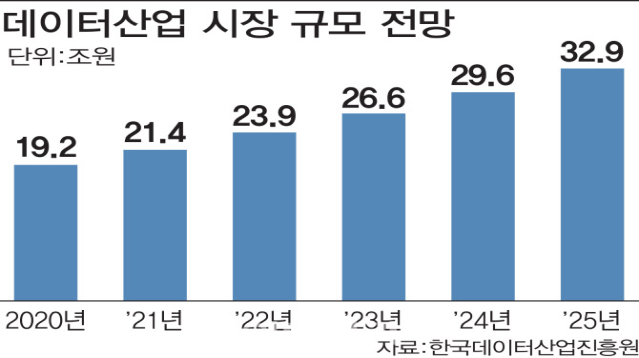 데이터산업 시장 규모 전망
단위:조원
19.2
21.4
23.9
26.6
29.6
32.9
2020년 ’21년 ’22년 ’23년 ’24년 ’25년
자료:한국데이터산업진흥원